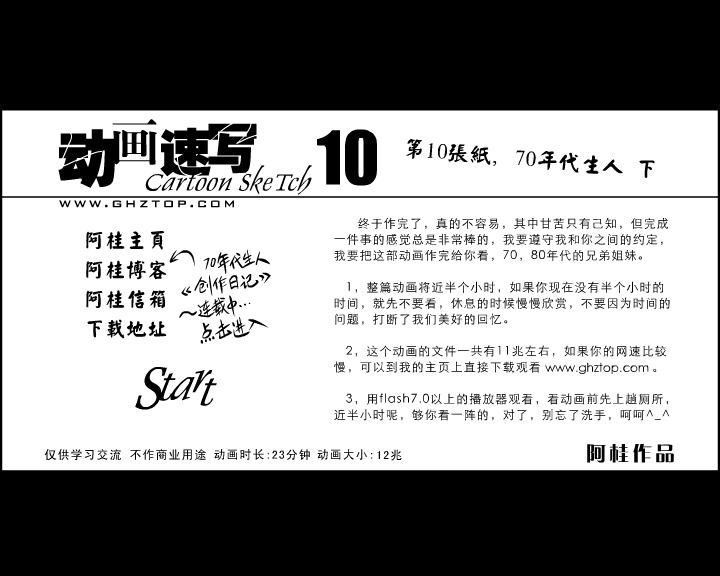 动画速写 10
Cartoon SkeTch
第10張紙，70年代生人 下
WWW.GHZTOP.COM
阿桂主頁
阿桂博客
阿桂信箱
下载地址
70年代生人
《创作日记》
～连载中...
点击进入
Start
终于作完了，真的不容易，其中甘苦只有己知，但完成
一件事的感觉总是非常棒的，我要遵守我和你之间的约定，
我要把这部动画作完给你看，70，80年代的兄弟姐妹。
1，整篇动画将近半个小时，如果你现在没有半个小时的
时间，就先不要看，休息的时候慢慢欣赏，不要因为时间的
问题，打断了我们美好的回忆。
2，这个动画的文件一共有11兆左右，如果你的网速比较
慢，可以到我的主页上直接下载观看 www.ghztop.com 。
3，用flash7.0以上的播放器观看，看动画前先上趟厕所，
近半小时呢，够你看一阵的，对了，别忘了洗手，呵呵^_^
仅供学习交流 不作商业用途 动画时长:23分钟 动画大小:12兆
阿桂作品